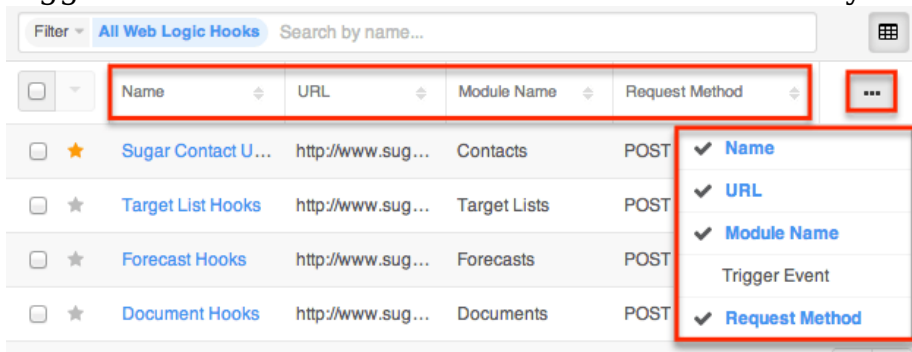 Filter All Web Logic Hooks Search by name...
Name URL Module Name Request Method
Sugar Contact U... http://www.sug... Contacts POST
Name
URL
Target List Hooks http://www.sug... Target Lists POST
Module Name
Forecast Hooks http://www.sug... Forecasts POST
Trigger Event
Document Hooks http://www.sug... Documents POST
Request Method